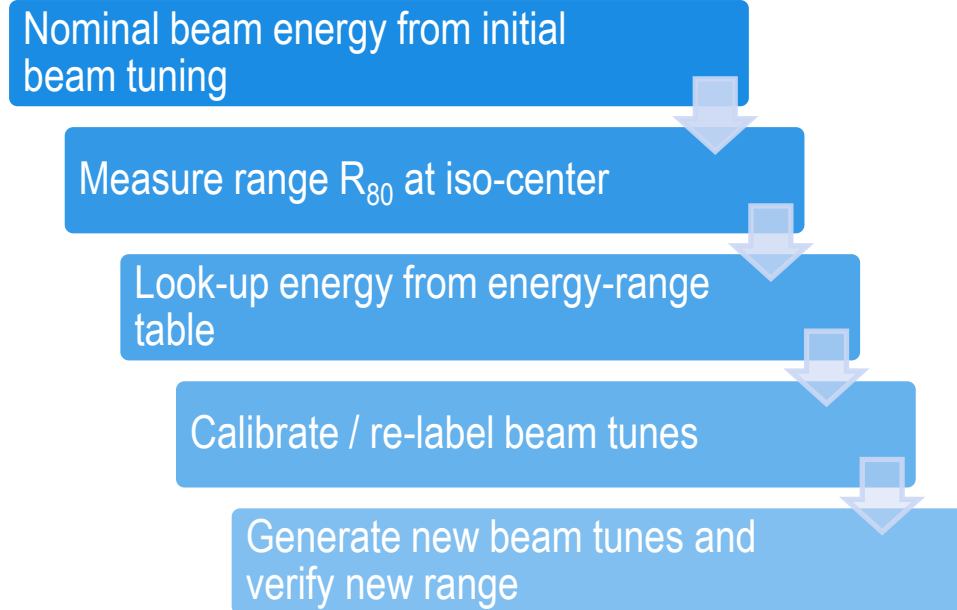 Nominal beam energy from initial
beam tuning
Measure range R₈₀ at iso-center
Look-up energy from energy-range
table
Calibrate / re-label beam tunes
Generate new beam tunes and
verify new range